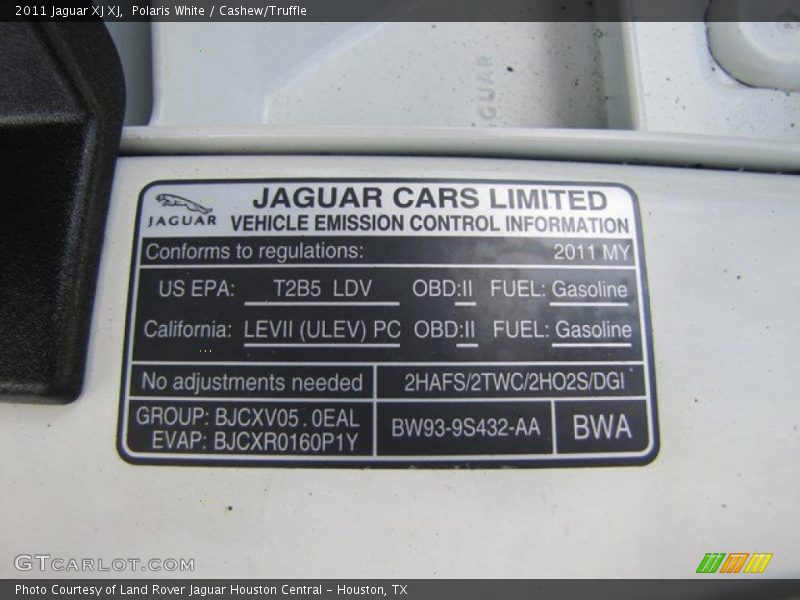 2011 Jaguar XJ XJ, Polaris White / Cashew/Truffle
JAGUAR
JAGUAR CARS LIMITED
JAGUAR
VEHICLE EMISSION CONTROL INFORMATION
Conforms to regulations: 2011 MY
US EPA: T2B5 LDV OBD:II FUEL: Gasoline
California: LEVII (ULEV) PC OBD:II FUEL: Gasoline
No adjustments needed 2HAFS/2TWC/2HO2S/DGI
GROUP: BJCXV05.0EAL
EVAP: BJCXR0160P1Y
BW93-9S432-AA BWA
GTCARLOT.COM
Photo Courtesy of Land Rover Jaguar Houston Central - Houston, TX